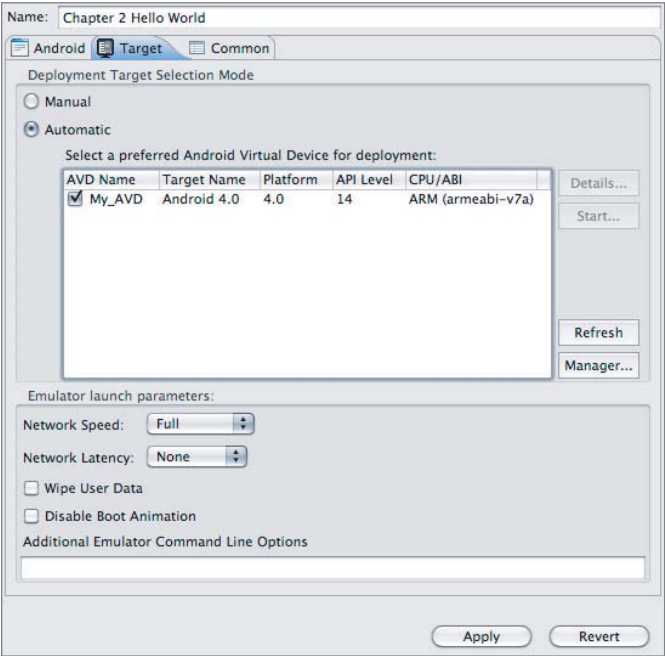 Name: Chapter 2 Hello World
Android Target Common
Deployment Target Selection Mode
Manual
Automatic
Select a preferred Android Virtual Device for deployment:
AVD Name Target Name Platform API Level CPU/ABI
My_AVD Android 4.0 4.0 14 ARM (armeabi-v7a)
Details...
Start...
Refresh
Manager...
Emulator launch parameters:
Network Speed: Full
Network Latency: None
Wipe User Data
Disable Boot Animation
Additional Emulator Command Line Options
Apply Revert